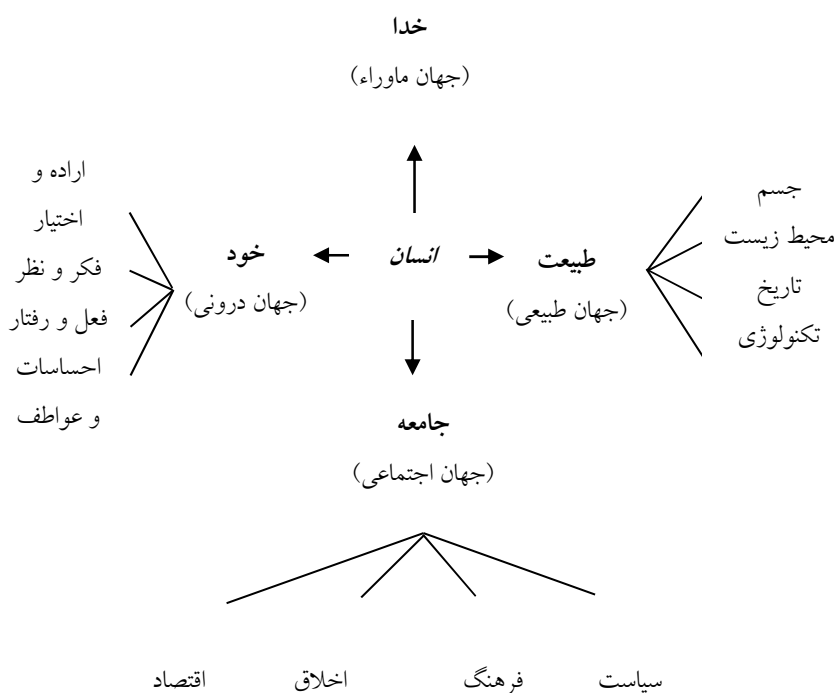 خدا
(جهان ماوراء)
جسم
محیط زیست
تاریخ
تکنولوژی
طبیعت
(جهان طبیعی)
انسان
خود
(جهان درونی)
اراده و
اختیار
فکر و نظر
فعل و رفتار
احساسات
و عواطف
جامعه
(جهان اجتماعی)
سیاست فرهنگ اخلاق اقتصاد